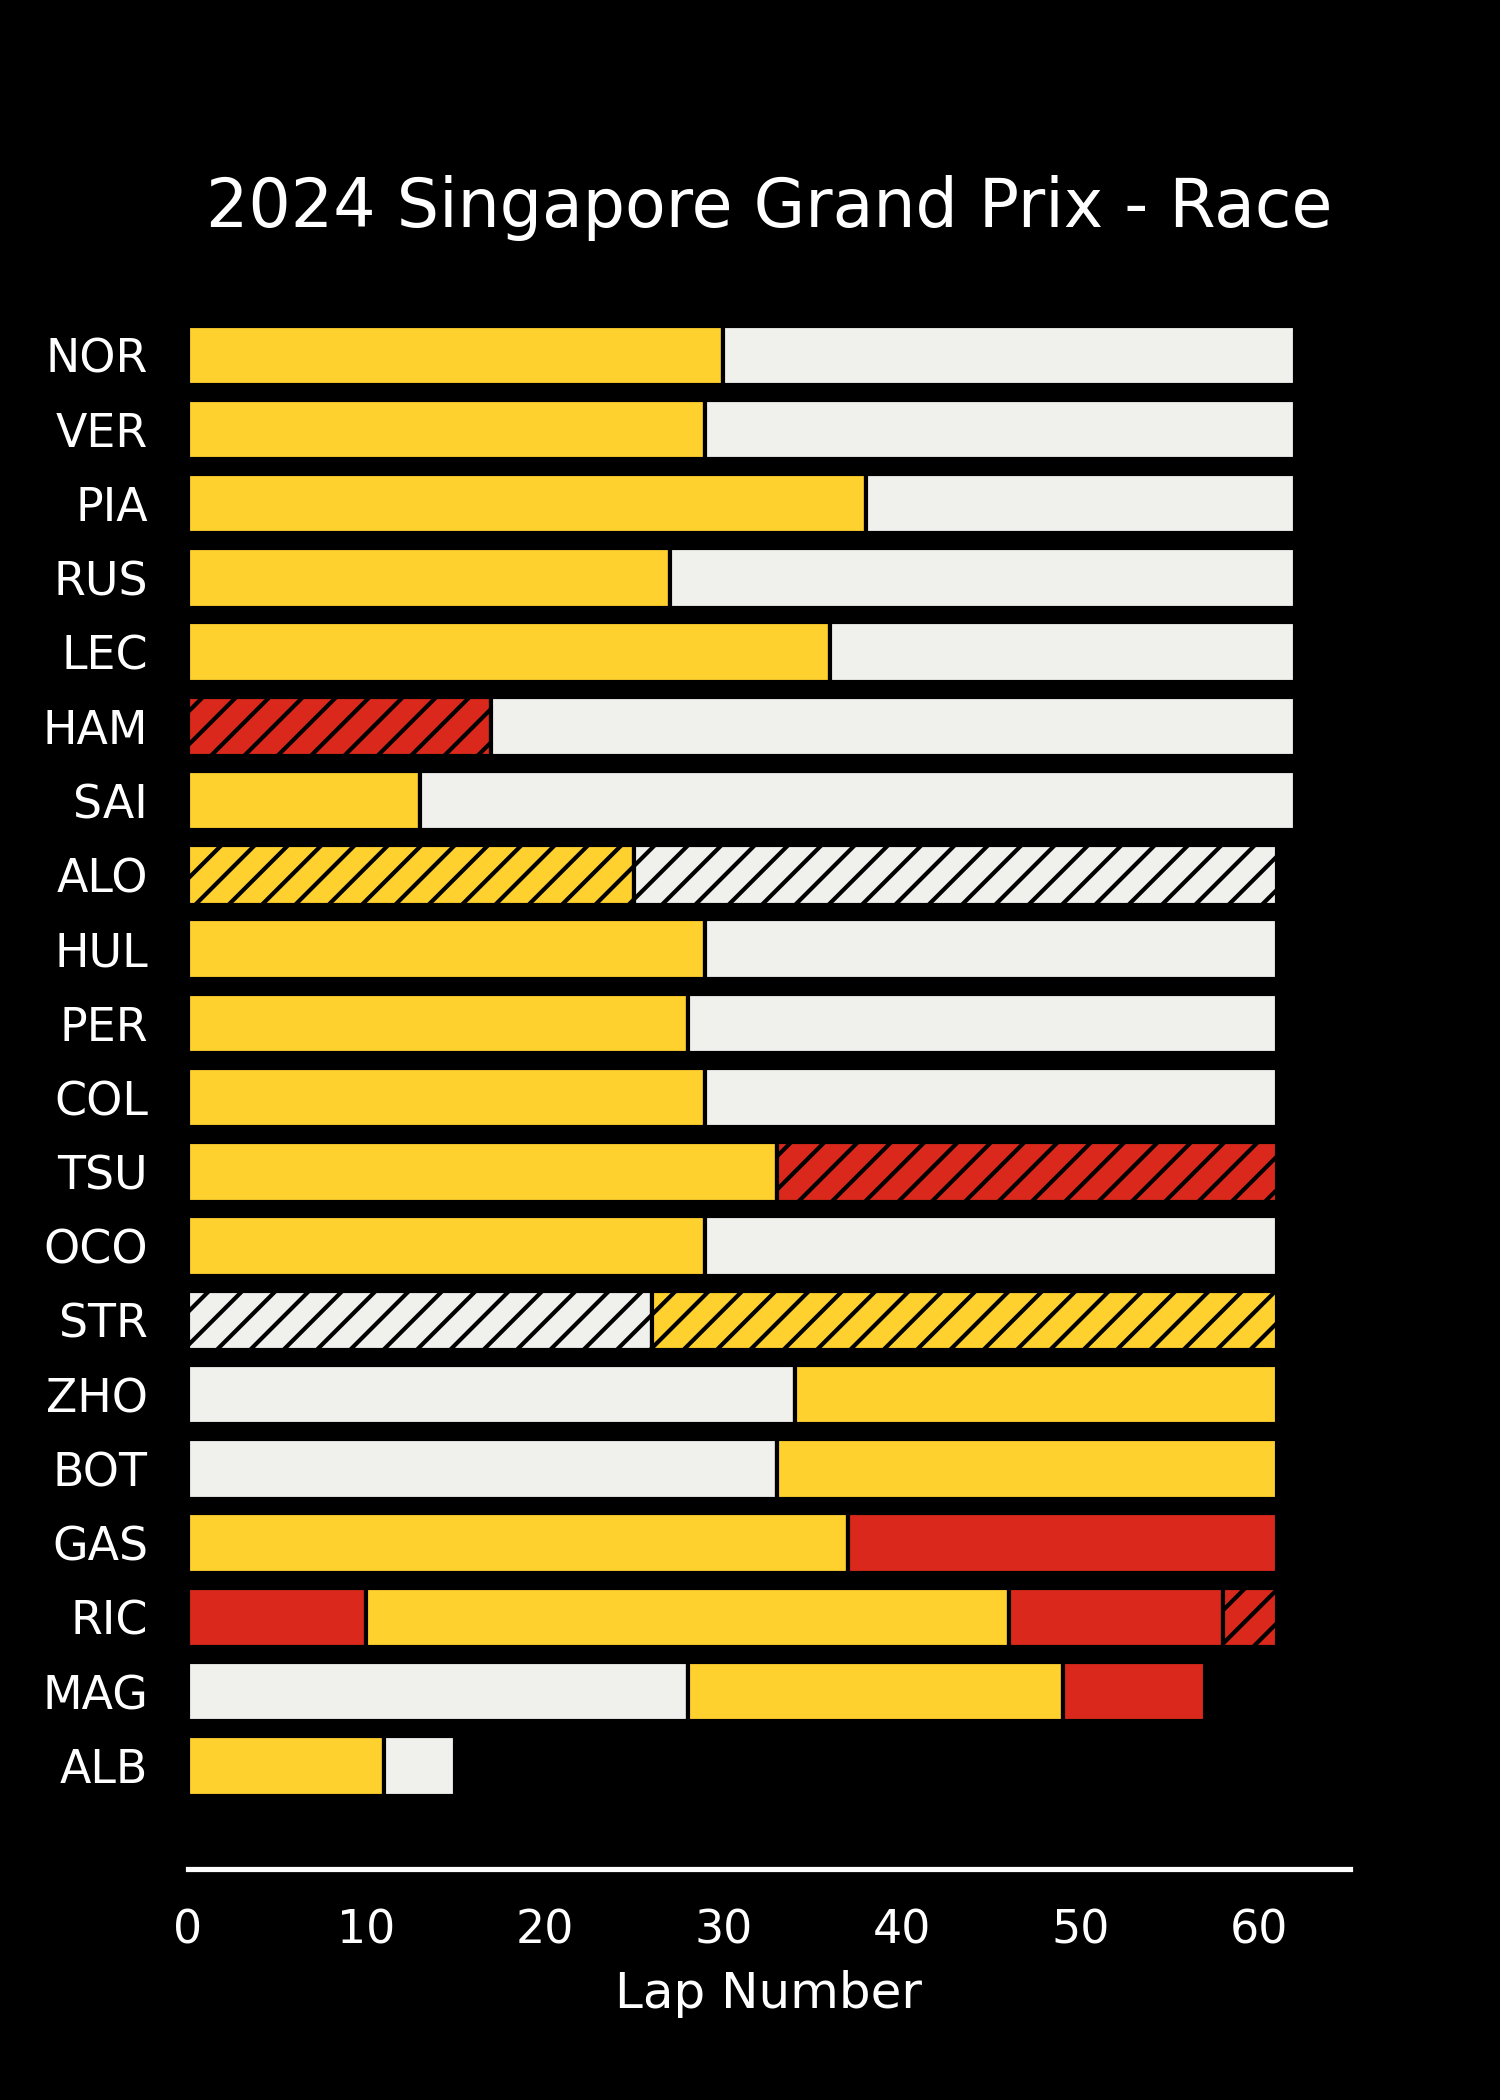 2024 Singapore Grand Prix - Race
NOR
VER
PIA
RUS
LEC
HAM
SAI
ALO
HUL
PER
COL
TSU
OCO
STR
ZHO
BOT
GAS
RIC
MAG
ALB
0 10 20 30 40 50 60
Lap Number